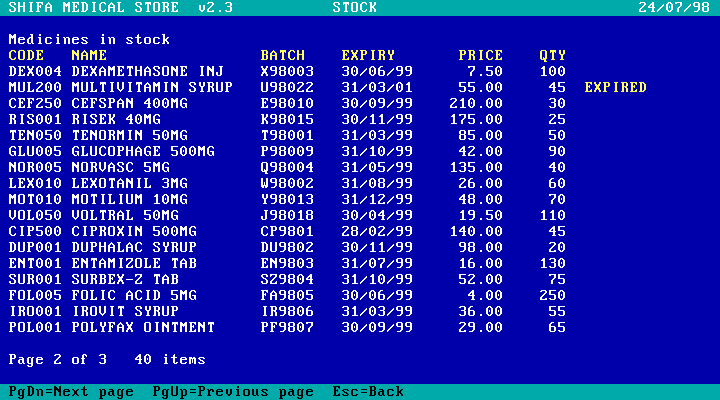 SHIFA MEDICAL STORE  v2.3           STOCK                             24/07/98
Medicines in stock
CODE   NAME                 BATCH    EXPIRY       PRICE    QTY
DEX004 DEXAMETHASONE INJ    X98003   30/06/99      7.50    100
MUL200 MULTIVITAMIN SYRUP   U98022   31/03/01     55.00     45  EXPIRED
CEF250 CEFSPAN 400MG        E98010   30/09/99    210.00     30
RIS001 RISEK 40MG           K98015   30/11/99    175.00     25
TEN050 TENORMIN 50MG        T98001   31/03/99     85.00     50
GLU005 GLUCOPHAGE 500MG     P98009   31/10/99     42.00     90
NOR005 NORVASC 5MG          Q98004   31/05/99    135.00     40
LEX010 LEXOTANIL 3MG        W98002   31/08/99     26.00     60
MOT010 MOTILIUM 10MG        Y98013   31/12/99     48.00     70
VOL050 VOLTRAL 50MG         J98018   30/04/99     19.50    110
CIP500 CIPROXIN 500MG       CP9801   28/02/99    140.00     45
DUP001 DUPHALAC SYRUP       DU9802   30/11/99     98.00     20
ENT001 ENTAMIZOLE TAB       EN9803   31/07/99     16.00    130
SUR001 SURBEX-Z TAB         SZ9804   31/10/99     52.00     75
FOL005 FOLIC ACID 5MG       FA9805   30/06/99      4.00    250
IRO001 IROVIT SYRUP         IR9806   31/03/99     36.00     55
POL001 POLYFAX OINTMENT     PF9807   30/09/99     29.00     65
Page 2 of 3   40 items
PgDn=Next page  PgUp=Previous page  Esc=Back